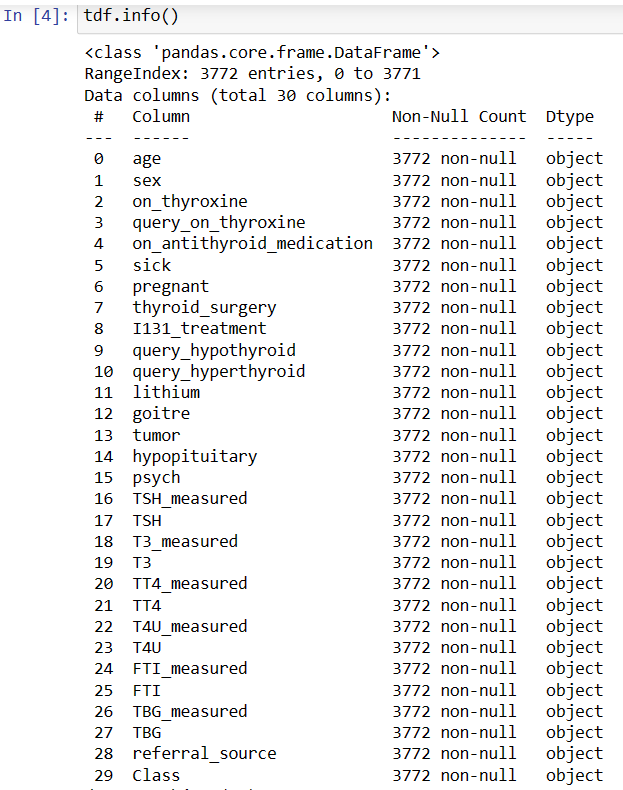 In [4]: tdf.info()
<class 'pandas.core.frame.DataFrame'>
RangeIndex: 3772 entries, 0 to 3771
Data columns (total 30 columns):
 #   Column                     Non-Null Count  Dtype
---  ------                     --------------  -----
 0   age                        3772 non-null   object
 1   sex                        3772 non-null   object
 2   on_thyroxine               3772 non-null   object
 3   query_on_thyroxine         3772 non-null   object
 4   on_antithyroid_medication  3772 non-null   object
 5   sick                       3772 non-null   object
 6   pregnant                   3772 non-null   object
 7   thyroid_surgery            3772 non-null   object
 8   I131_treatment             3772 non-null   object
 9   query_hypothyroid          3772 non-null   object
 10  query_hyperthyroid         3772 non-null   object
 11  lithium                    3772 non-null   object
 12  goitre                     3772 non-null   object
 13  tumor                      3772 non-null   object
 14  hypopituitary              3772 non-null   object
 15  psych                      3772 non-null   object
 16  TSH_measured               3772 non-null   object
 17  TSH                        3772 non-null   object
 18  T3_measured                3772 non-null   object
 19  T3                         3772 non-null   object
 20  TT4_measured               3772 non-null   object
 21  TT4                        3772 non-null   object
 22  T4U_measured               3772 non-null   object
 23  T4U                        3772 non-null   object
 24  FTI_measured               3772 non-null   object
 25  FTI                        3772 non-null   object
 26  TBG_measured               3772 non-null   object
 27  TBG                        3772 non-null   object
 28  referral_source            3772 non-null   object
 29  Class                      3772 non-null   object